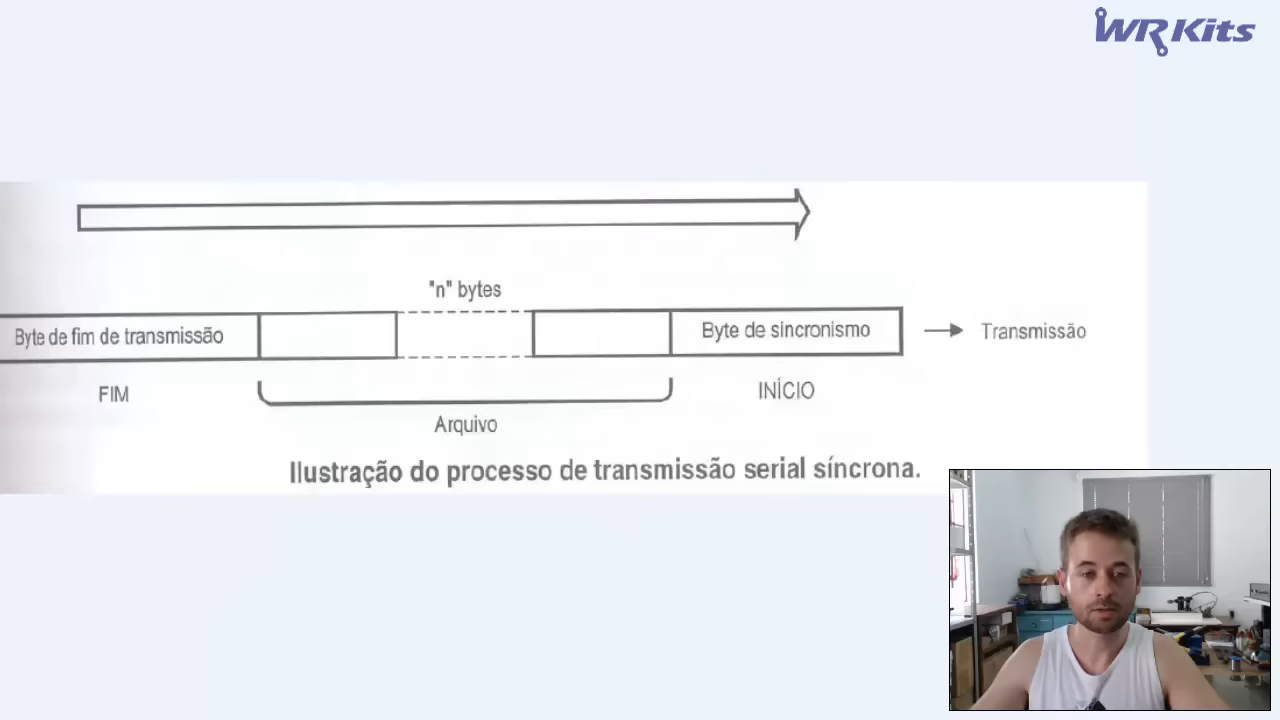 WR Kits
"n" bytes
Byte de fim de transmissão
Byte de sincronismo
Transmissão
FIM
INÍCIO
Arquivo
Ilustração do processo de transmissão serial síncrona.